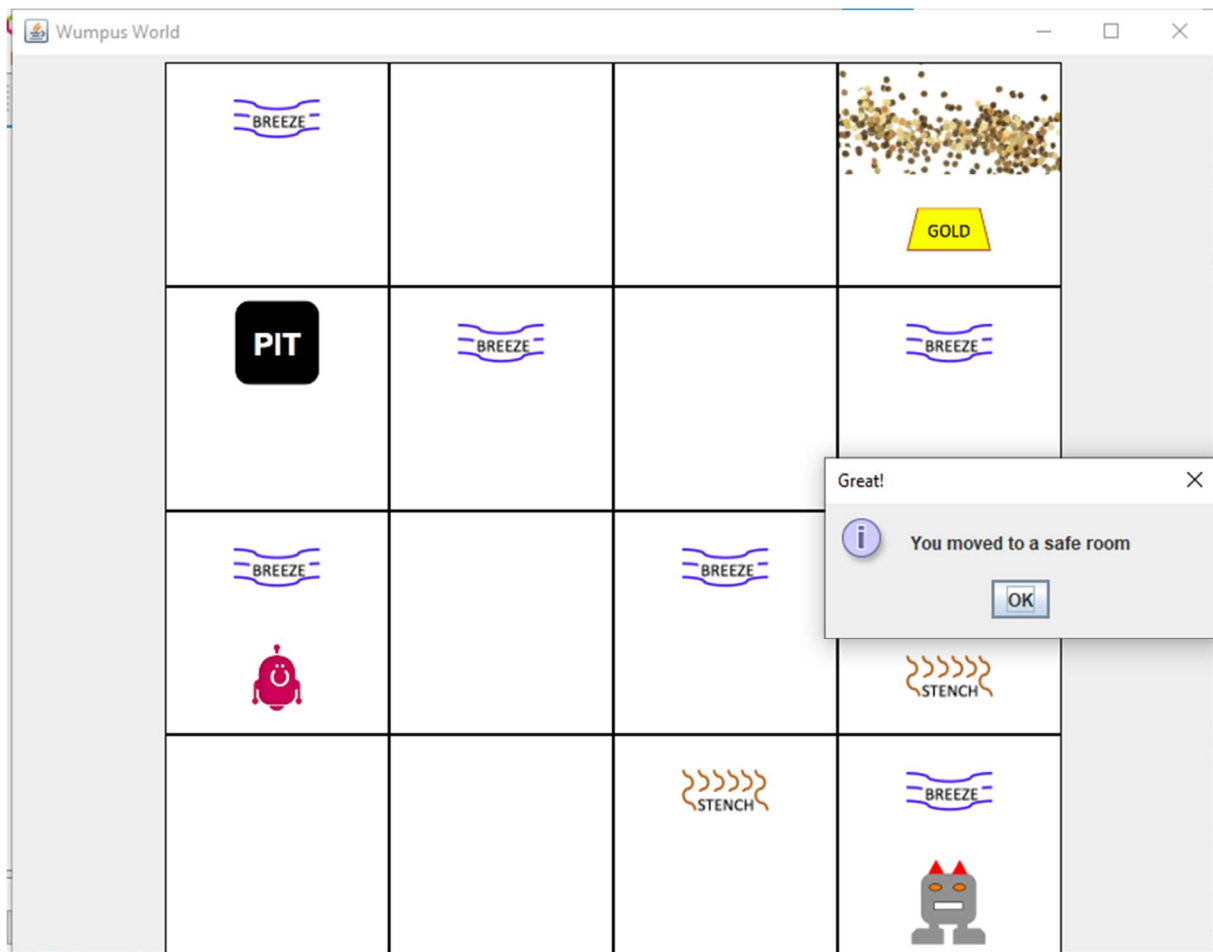 Wumpus World
BREEZE
GOLD
PIT
BREEZE
BREEZE
Great!
You moved to a safe room
OK
BREEZE
BREEZE
STENCH
STENCH
BREEZE